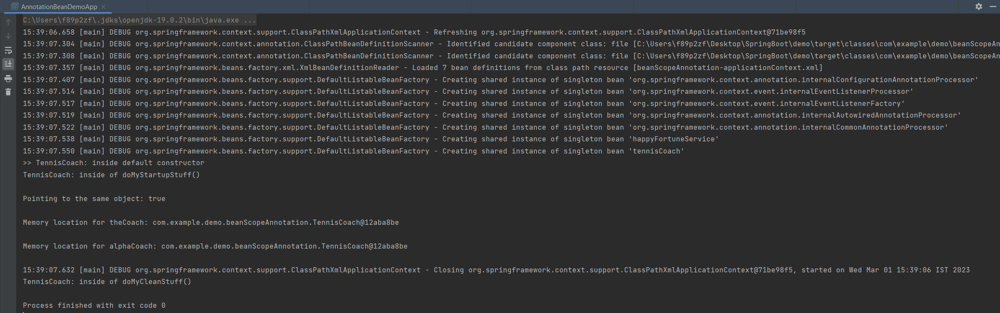 AnnotationBeanDemoApp
C:\Users\f89p2zf\.jdks\openjdk-19.0.2\bin\java.exe ...
15:39:06.658 [main] DEBUG org.springframework.context.support.ClassPathXmlApplicationContext - Refreshing org.springframework.context.support.ClassPathXmlApplicationContext@71be98f5
15:39:07.304 [main] DEBUG org.springframework.context.annotation.ClassPathBeanDefinitionScanner - Identified candidate component class: file [C:\Users\f89p2zf\Desktop\SpringBoot\demo\target\classes\com\example\demo\beanScopeAn
15:39:07.308 [main] DEBUG org.springframework.context.annotation.ClassPathBeanDefinitionScanner - Identified candidate component class: file [C:\Users\f89p2zf\Desktop\SpringBoot\demo\target\classes\com\example\demo\beanScopeAn
15:39:07.357 [main] DEBUG org.springframework.beans.factory.xml.XmlBeanDefinitionReader - Loaded 7 bean definitions from class path resource [beanScopeAnnotation-applicationContext.xml]
15:39:07.407 [main] DEBUG org.springframework.beans.factory.support.DefaultListableBeanFactory - Creating shared instance of singleton bean 'org.springframework.context.annotation.internalConfigurationAnnotationProcessor'
15:39:07.514 [main] DEBUG org.springframework.beans.factory.support.DefaultListableBeanFactory - Creating shared instance of singleton bean 'org.springframework.context.event.internalEventListenerProcessor'
15:39:07.517 [main] DEBUG org.springframework.beans.factory.support.DefaultListableBeanFactory - Creating shared instance of singleton bean 'org.springframework.context.event.internalEventListenerFactory'
15:39:07.519 [main] DEBUG org.springframework.beans.factory.support.DefaultListableBeanFactory - Creating shared instance of singleton bean 'org.springframework.context.annotation.internalAutowiredAnnotationProcessor'
15:39:07.522 [main] DEBUG org.springframework.beans.factory.support.DefaultListableBeanFactory - Creating shared instance of singleton bean 'org.springframework.context.annotation.internalCommonAnnotationProcessor'
15:39:07.538 [main] DEBUG org.springframework.beans.factory.support.DefaultListableBeanFactory - Creating shared instance of singleton bean 'happyFortuneService'
15:39:07.550 [main] DEBUG org.springframework.beans.factory.support.DefaultListableBeanFactory - Creating shared instance of singleton bean 'tennisCoach'
>> TennisCoach: inside default constructor
TennisCoach: inside of doMyStartupStuff()
Pointing to the same object: true
Memory location for theCoach: com.example.demo.beanScopeAnnotation.TennisCoach@12aba8be
Memory location for alphaCoach: com.example.demo.beanScopeAnnotation.TennisCoach@12aba8be
15:39:07.632 [main] DEBUG org.springframework.context.support.ClassPathXmlApplicationContext - Closing org.springframework.context.support.ClassPathXmlApplicationContext@71be98f5, started on Wed Mar 01 15:39:06 IST 2023
TennisCoach: inside of doMyCleanStuff()
Process finished with exit code 0